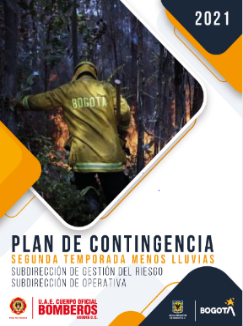 2021
BOGOTÁ
PLAN DE CONTINGENCIA
SEGUNDA TEMPORADA MENOS LLUVIAS
SUBDIRECCIÓN DE GESTIÓN DEL RIESGO
SUBDIRECCIÓN DE OPERATIVA
U.A.E. CUERPO OFICIAL
BOMBEROS
BOGOTÁ